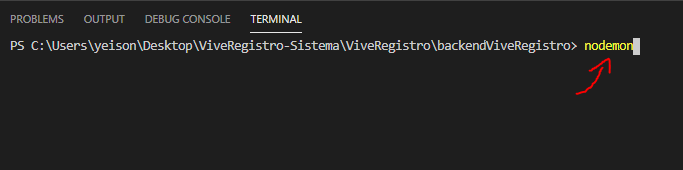 PROBLEMS OUTPUT DEBUG CONSOLE TERMINAL
PS C:\Users\yeison\Desktop\ViveRegistro-Sistema\ViveRegistro\backendViveRegistro> nodemon